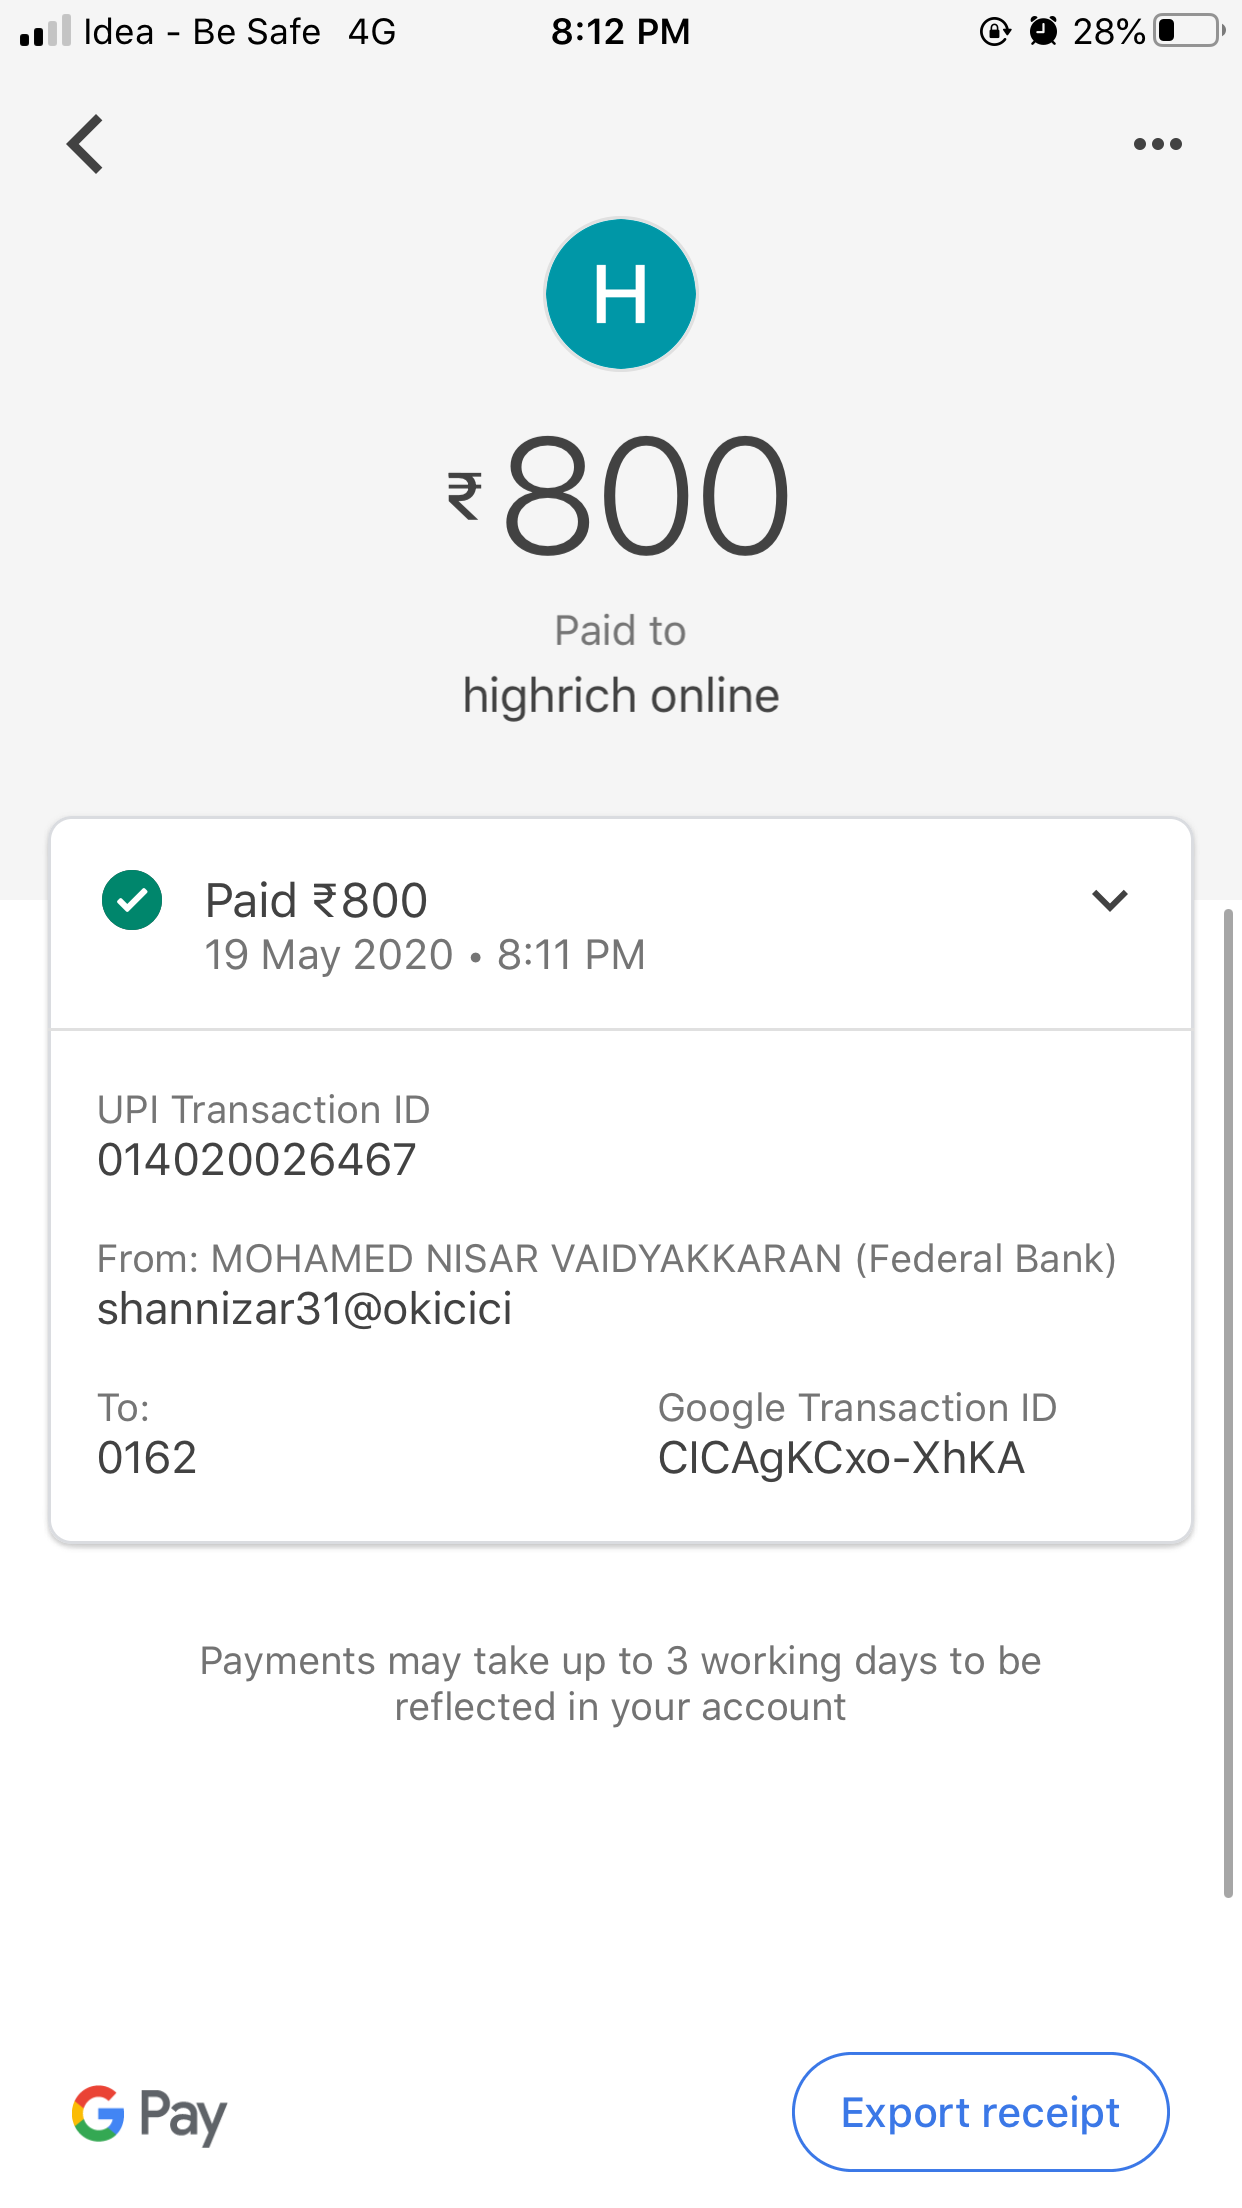 Idea - Be Safe 4G 8:12 PM 28%
H
₹800
Paid to
highrich online
Paid ₹800
19 May 2020 • 8:11 PM
UPI Transaction ID
014020026467
From: MOHAMED NISAR VAIDYAKKARAN (Federal Bank)
shannizar31@okicici
To:
0162
Google Transaction ID
CICAgKCxo-XhKA
Payments may take up to 3 working days to be
reflected in your account
G Pay
Export receipt